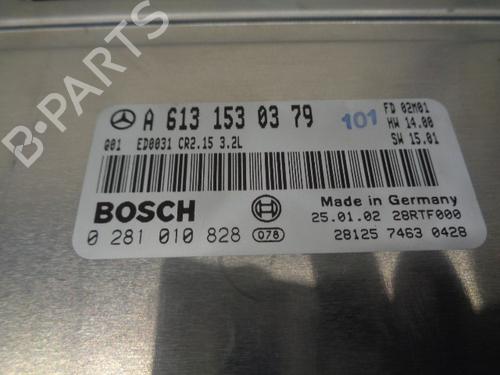 A 613 153 03 79
101
FD 02M01
HW 14.00
SW 15.01
Q01 ED0031 CR2.15 3.2L
BOSCH
Made in Germany
25.01.02 28RTF000
0 281 010 828 078
28125 7463 0428
B-Parts